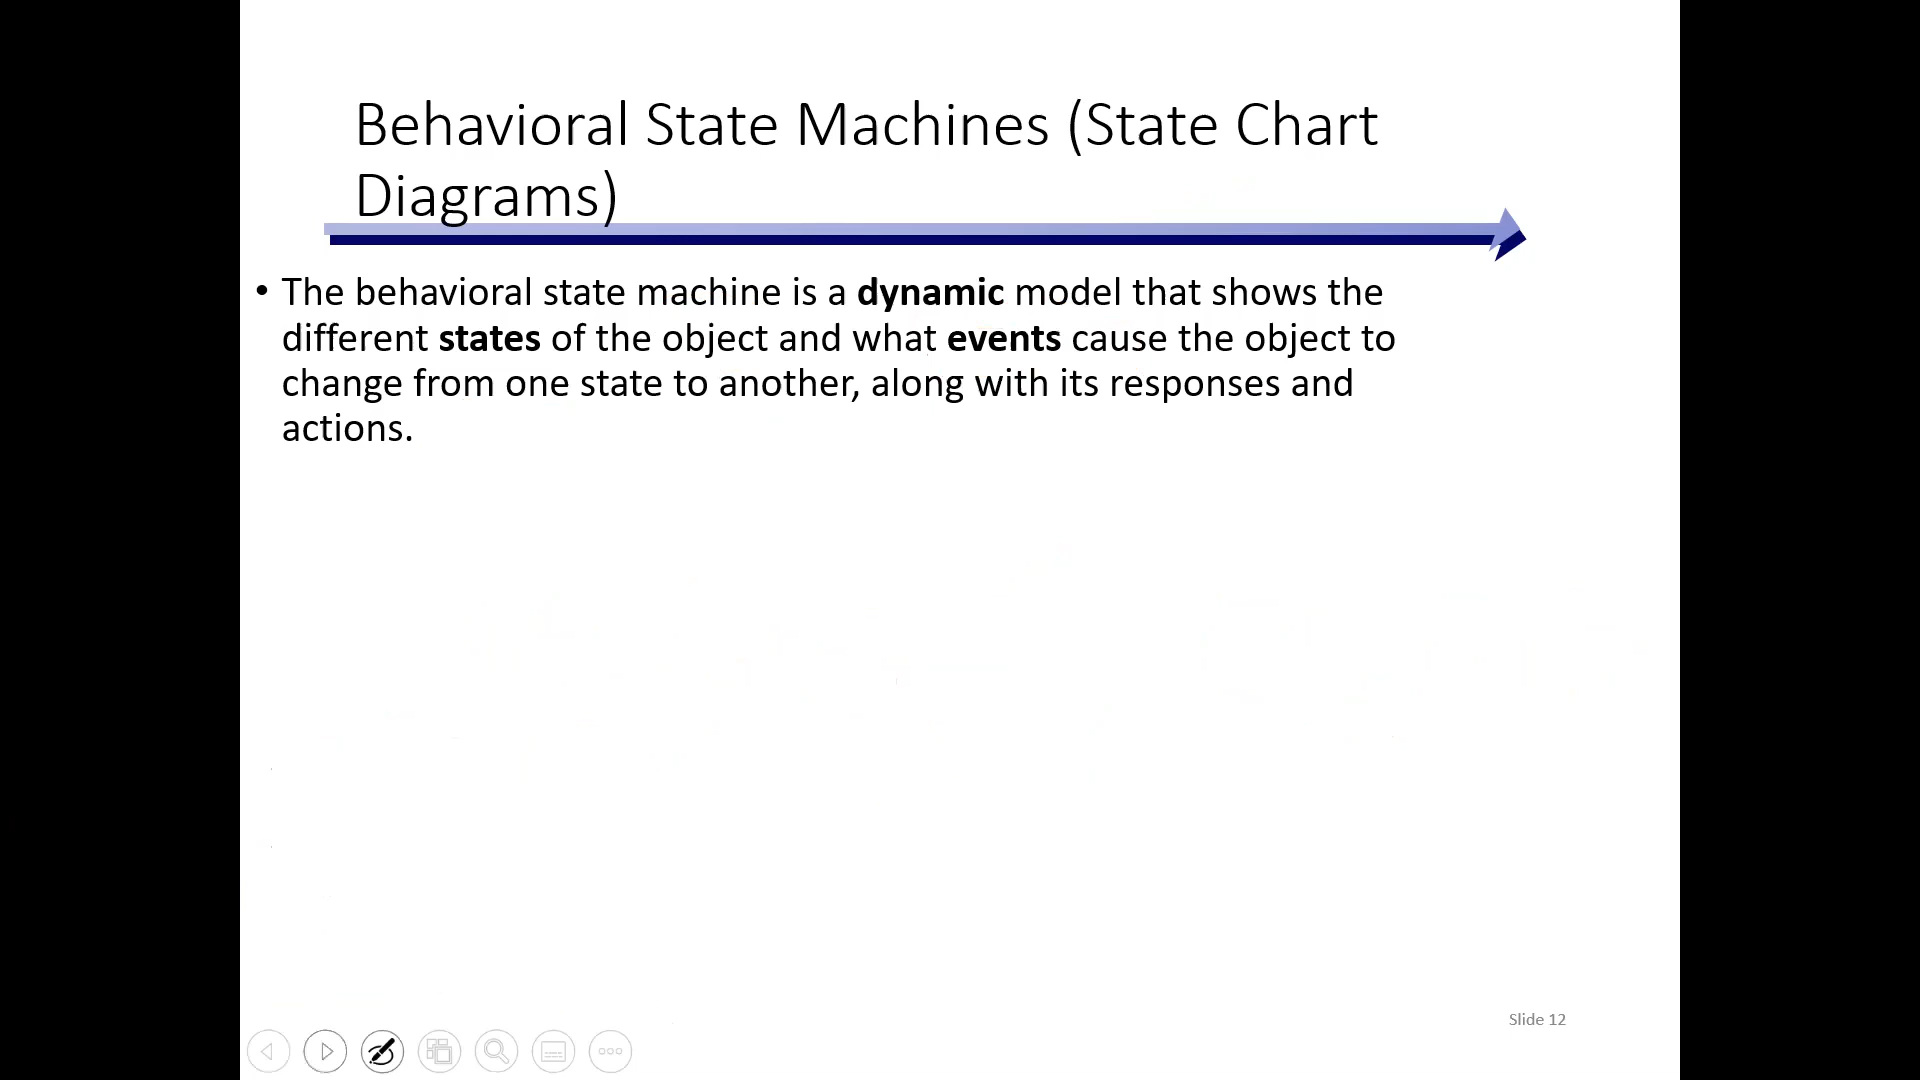 Behavioral State Machines (State Chart
Diagrams)
• The behavioral state machine is a dynamic model that shows the
different states of the object and what events cause the object to
change from one state to another, along with its responses and
actions.
Slide 12